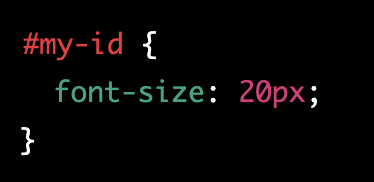 #my-id {
  font-size: 20px;
}